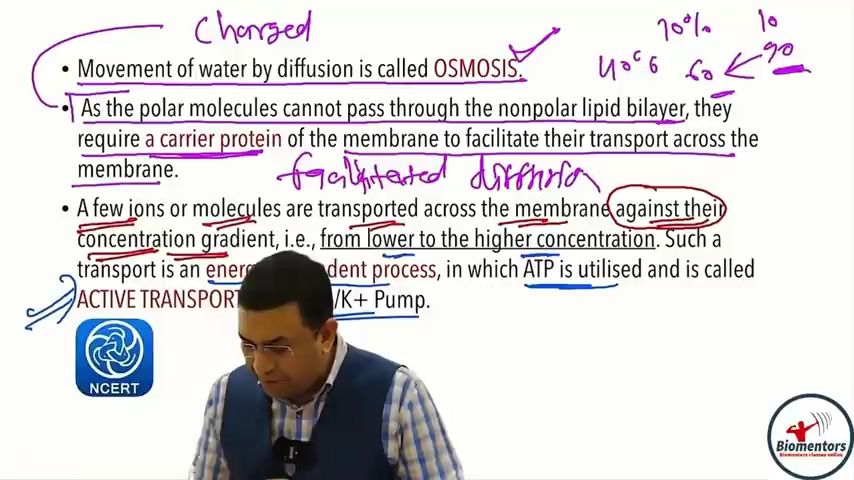 charged
70% 10
40% 60 90
• Movement of water by diffusion is called OSMOSIS.
• As the polar molecules cannot pass through the nonpolar lipid bilayer, they
require a carrier protein of the membrane to facilitate their transport across the
membrane. facilitated diffusion
• A few ions or molecules are transported across the membrane against their
concentration gradient, i.e., from lower to the higher concentration. Such a
transport is an dent process, in which ATP is utilised and is called
ACTIVE TRANSPORT /K+ Pump.
NCERT
Biomentors
Biomentors classes online